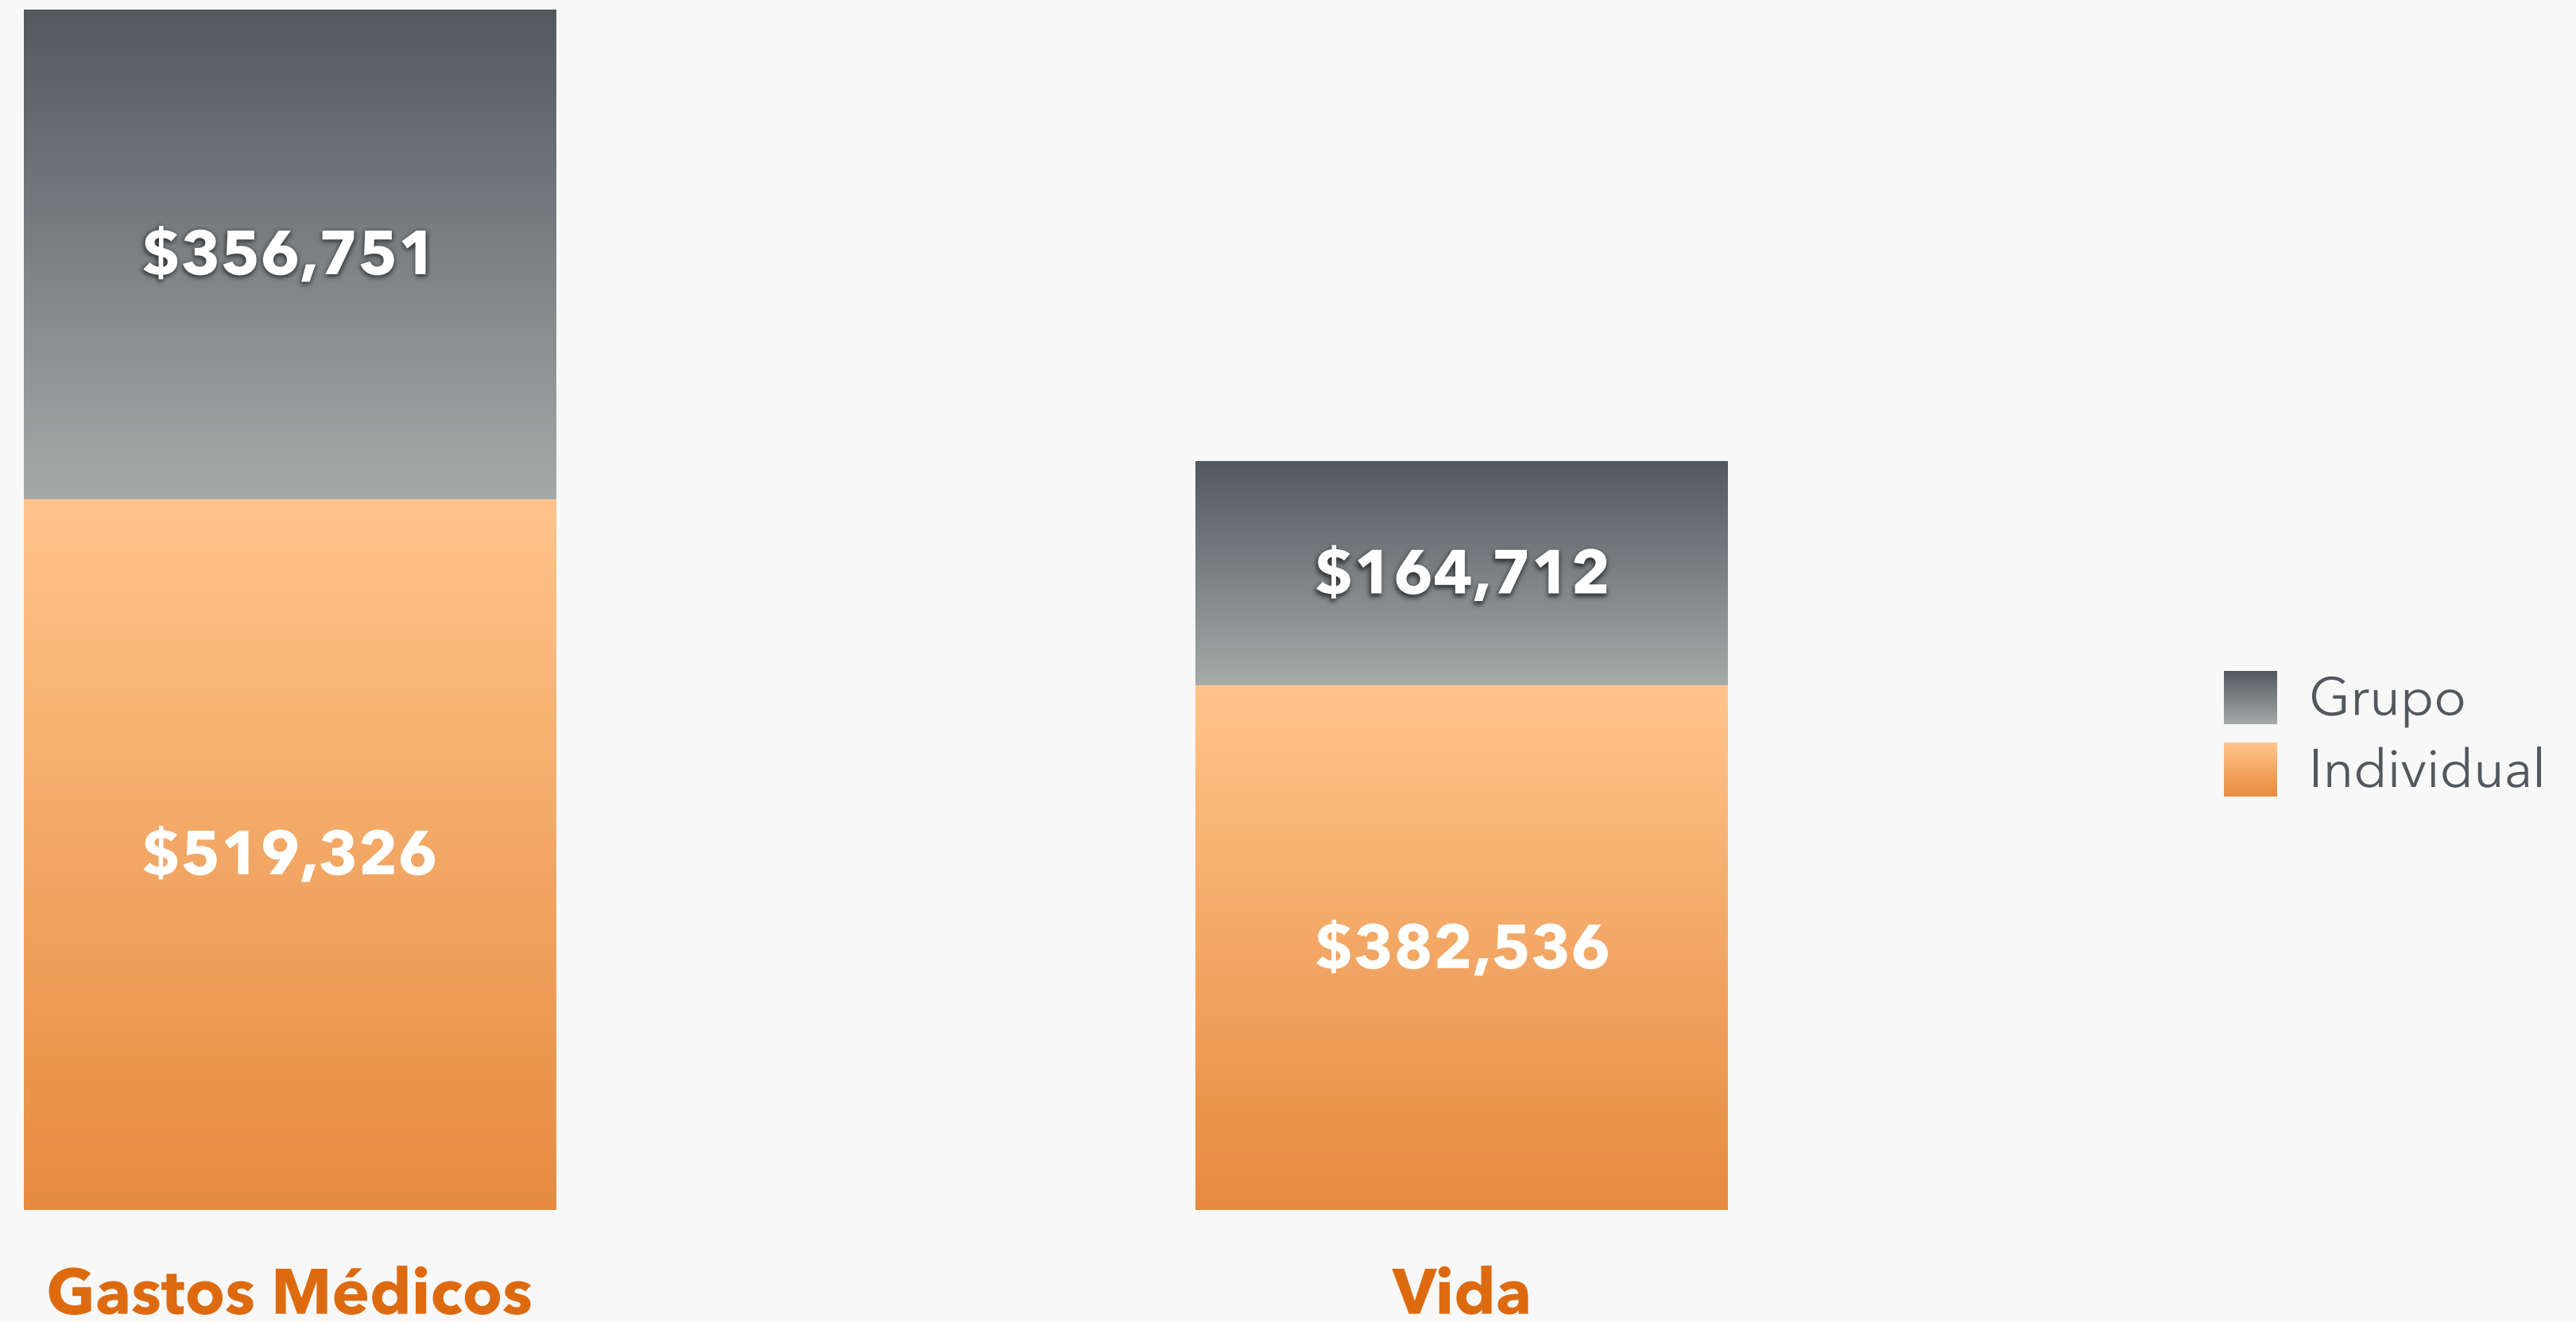 $356,751
$519,326
Gastos Médicos
$164,712
$382,536
Vida
Grupo
Individual